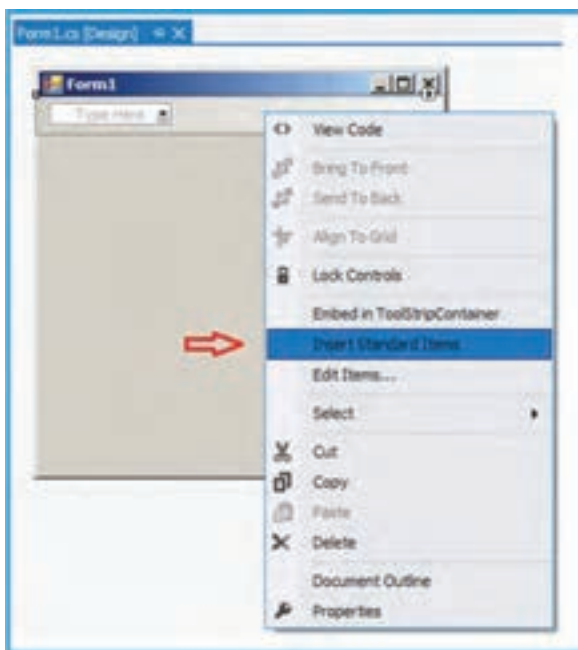 Form1.cs [Design]
Form1
Type Here
View Code
Bring To Front
Send To Back
Align To Grid
Lock Controls
Embed in ToolStripContainer
Insert Standard Items
Edit Items...
Select
Cut
Copy
Paste
Delete
Document Outline
Properties